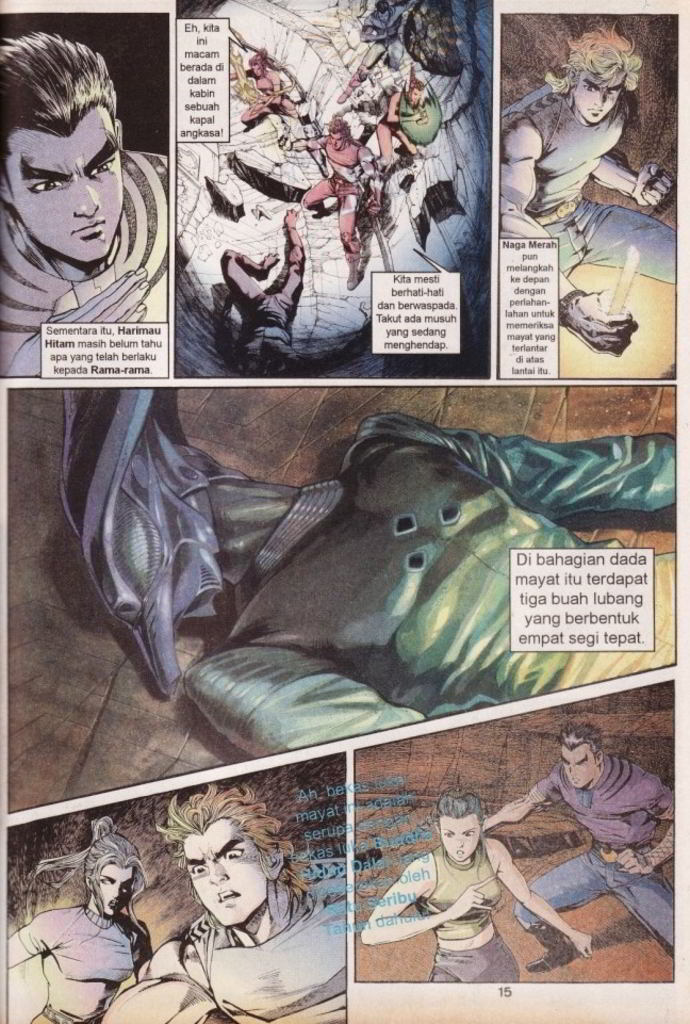 Sementara itu, Harimau
Hitam masih belum tahu
apa yang telah berlaku
kepada Rama-rama.
Eh, kita
ini
macam
berada di
dalam
kabin
sebuah
kapal
angkasa!
Kita mesti
berhati-hati
dan berwaspada.
Takut ada musuh
yang sedang
menghendap.
Naga Merah
pun
melangkah
ke depan
dengan
perlahan-
lahan untuk
memeriksa
mayat yang
terlantar
di atas
lantai itu.
Di bahagian dada
mayat itu terdapat
tiga buah lubang
yang berbentuk
empat segi tepat.
Ah, bekas
mayat ini
serupa
bekas
oleh
Seribu
Tahun dahulu!
15